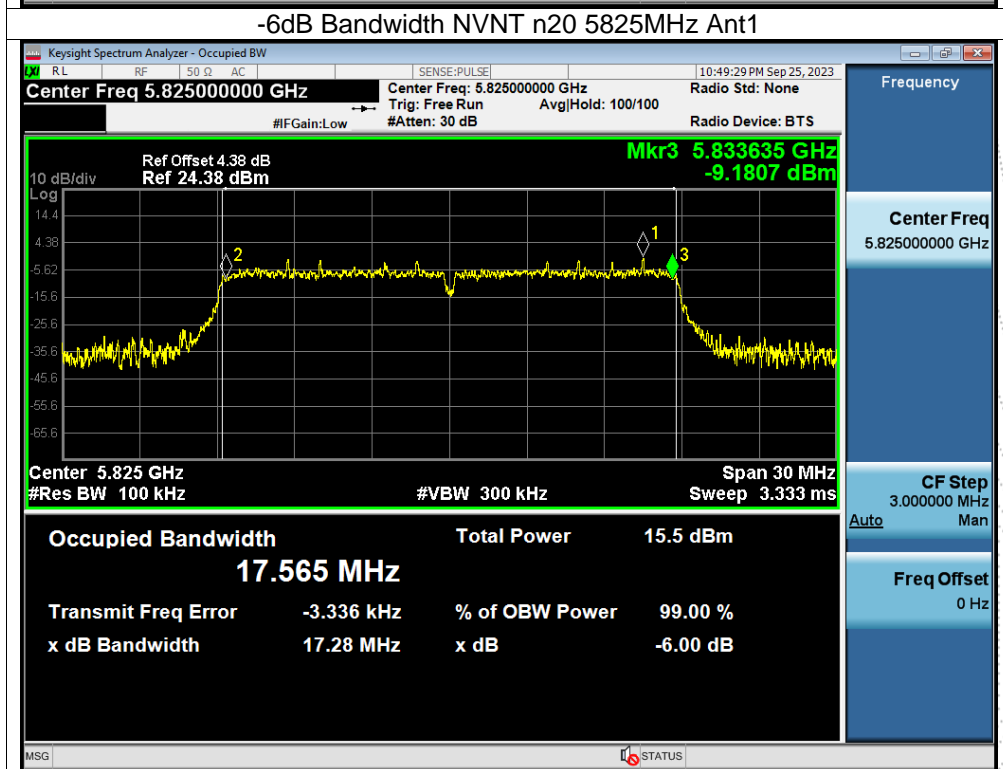 -6dB Bandwidth NVNT n20 5825MHz Ant1
Keysight Spectrum Analyzer - Occupied BW
LXI RL RF 50 Ω AC SENSE:PULSE 10:49:29 PM Sep 25, 2023
Center Freq 5.825000000 GHz Center Freq: 5.825000000 GHz Radio Std: None
Trig: Free Run Avg|Hold: 100/100
#IFGain:Low #Atten: 30 dB Radio Device: BTS
Frequency
Ref Offset 4.38 dB Mkr3 5.833635 GHz
10 dB/div Ref 24.38 dBm -9.1807 dBm
Log
14.4
4.38
-5.62
-15.6
-25.6
-35.6
-45.6
-55.6
-65.6
1
2
3
Center 5.825 GHz Span 30 MHz
#Res BW 100 kHz #VBW 300 kHz Sweep 3.333 ms
Center Freq
5.825000000 GHz
CF Step
3.000000 MHz
Auto Man
Freq Offset
0 Hz
Occupied Bandwidth Total Power 15.5 dBm
17.565 MHz
Transmit Freq Error -3.336 kHz % of OBW Power 99.00 %
x dB Bandwidth 17.28 MHz x dB -6.00 dB
MSG STATUS